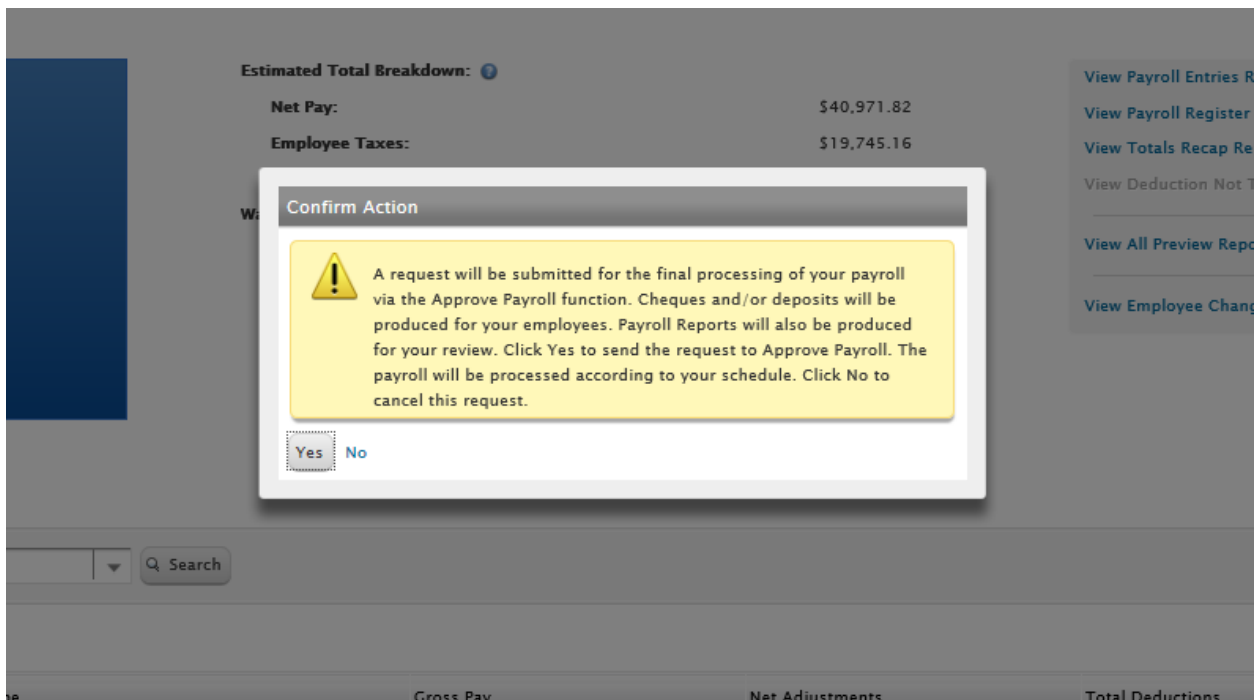 Estimated Total Breakdown:
Net Pay: $40,971.82
Employee Taxes: $19,745.16
View Payroll Entries
View Payroll Register
View Totals Recap
View Deduction Not
View All Preview
View Employee
Confirm Action
A request will be submitted for the final processing of your payroll
via the Approve Payroll function. Cheques and/or deposits will be
produced for your employees. Payroll Reports will also be produced
for your review. Click Yes to send the request to Approve Payroll. The
payroll will be processed according to your schedule. Click No to
cancel this request.
Yes No
Search
Gross Pay Net Adjustments Total Deductions